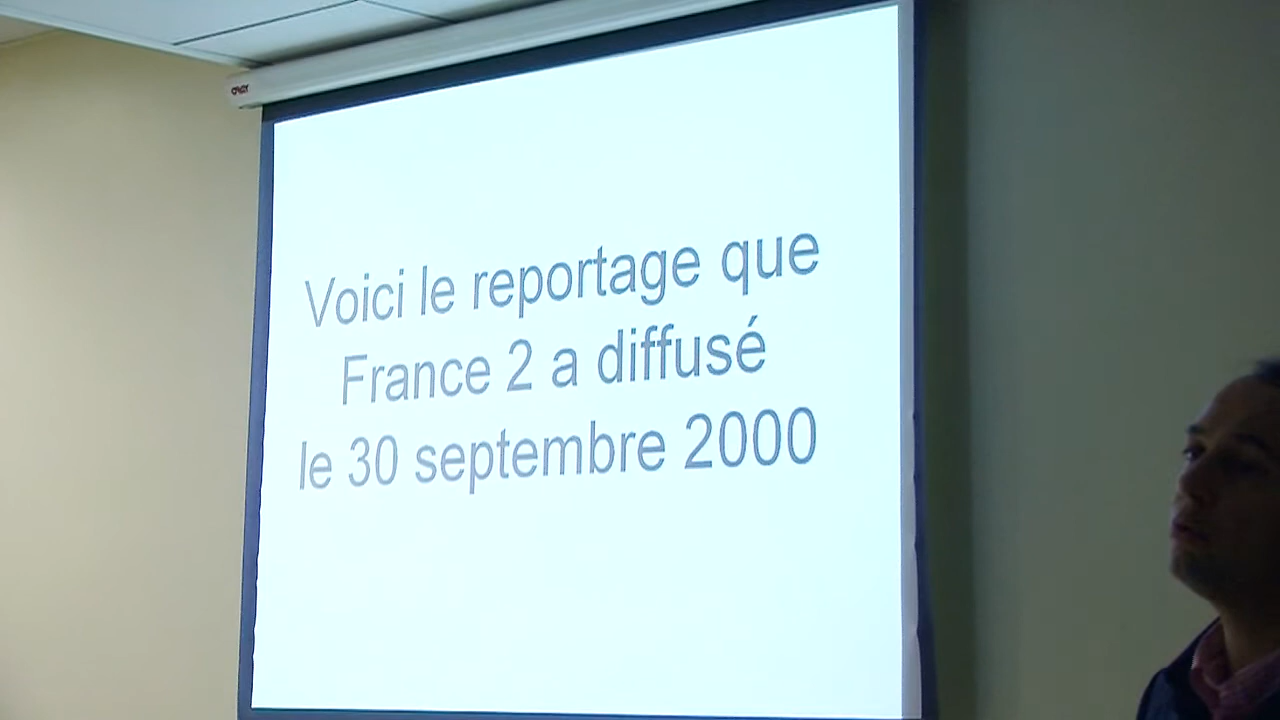 Voici le reportage que
France 2 a diffusé
le 30 septembre 2000